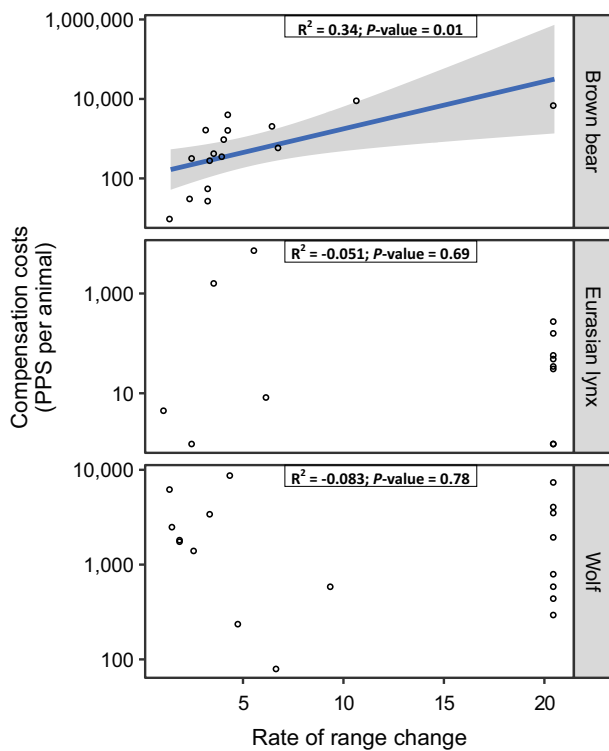 Compensation costs
(PPS per animal)
R² = 0.34; P-value = 0.01
1,000,000
10,000
100
Brown bear
R² = -0.051; P-value = 0.69
1,000
10
Eurasian lynx
R² = -0.083; P-value = 0.78
10,000
1,000
100
Wolf
5 10 15 20
Rate of range change